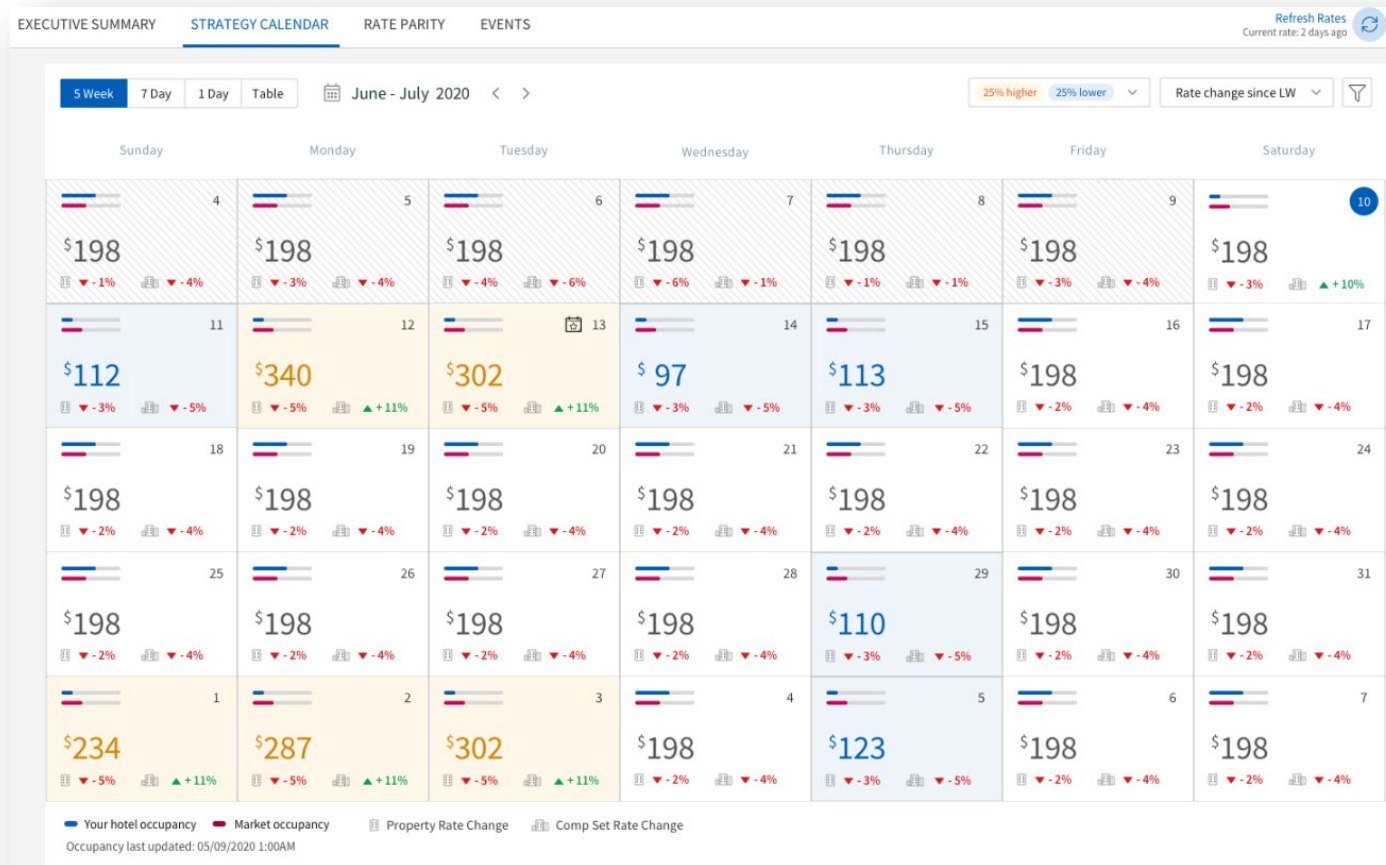 EXECUTIVE SUMMARY STRATEGY CALENDAR RATE PARITY EVENTS Refresh Rates
Current rate: 2 days ago
5 Week 7 Day 1 Day Table June - July 2020 < > 25% higher 25% lower Rate change since LW
Sunday Monday Tuesday Wednesday Thursday Friday Saturday
4 5 6 7 8 9 10
$198 $198 $198 $198 $198 $198 $198
▼ - 1% ▼ - 4% ▼ - 3% ▼ - 4% ▼ - 4% ▼ - 6% ▼ - 6% ▼ - 1% ▼ - 1% ▼ - 1% ▼ - 3% ▼ - 4% ▼ - 3% ▲ + 10%
11 12 13 14 15 16 17
$112 $340 $302 $ 97 $113 $198 $198
▼ - 3% ▼ - 5% ▼ - 5% ▲ + 11% ▼ - 5% ▲ + 11% ▼ - 3% ▼ - 5% ▼ - 3% ▼ - 5% ▼ - 2% ▼ - 4% ▼ - 2% ▼ - 4%
18 19 20 21 22 23 24
$198 $198 $198 $198 $198 $198 $198
▼ - 2% ▼ - 4% ▼ - 2% ▼ - 4% ▼ - 2% ▼ - 4% ▼ - 2% ▼ - 4% ▼ - 2% ▼ - 4% ▼ - 2% ▼ - 4% ▼ - 2% ▼ - 4%
25 26 27 28 29 30 31
$198 $198 $198 $198 $110 $198 $198
▼ - 2% ▼ - 4% ▼ - 2% ▼ - 4% ▼ - 2% ▼ - 4% ▼ - 2% ▼ - 4% ▼ - 3% ▼ - 5% ▼ - 2% ▼ - 4% ▼ - 2% ▼ - 4%
1 2 3 4 5 6 7
$234 $287 $302 $198 $123 $198 $198
▼ - 5% ▲ + 11% ▼ - 5% ▲ + 11% ▼ - 5% ▲ + 11% ▼ - 2% ▼ - 4% ▼ - 3% ▼ - 5% ▼ - 2% ▼ - 4% ▼ - 2% ▼ - 4%
Your hotel occupancy Market occupancy Property Rate Change Comp Set Rate Change
Occupancy last updated: 05/09/2020 1:00AM